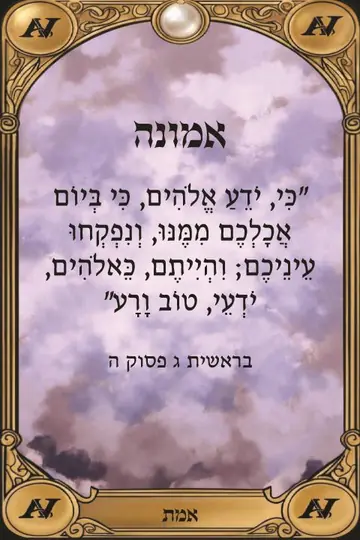 אמונה
"כִּי, יֹדֵעַ אֱלֹהִים, כִּי בְּיוֹם
אֲכָלְכֶם מִמֶּנּוּ, וְנִפְקְחוּ
עֵינֵיכֶם; וִהְיִיתֶם, כֵּאלֹהִים,
יֹדְעֵי, טוֹב וָרָע"
בראשית ג פסוק ה
אמת